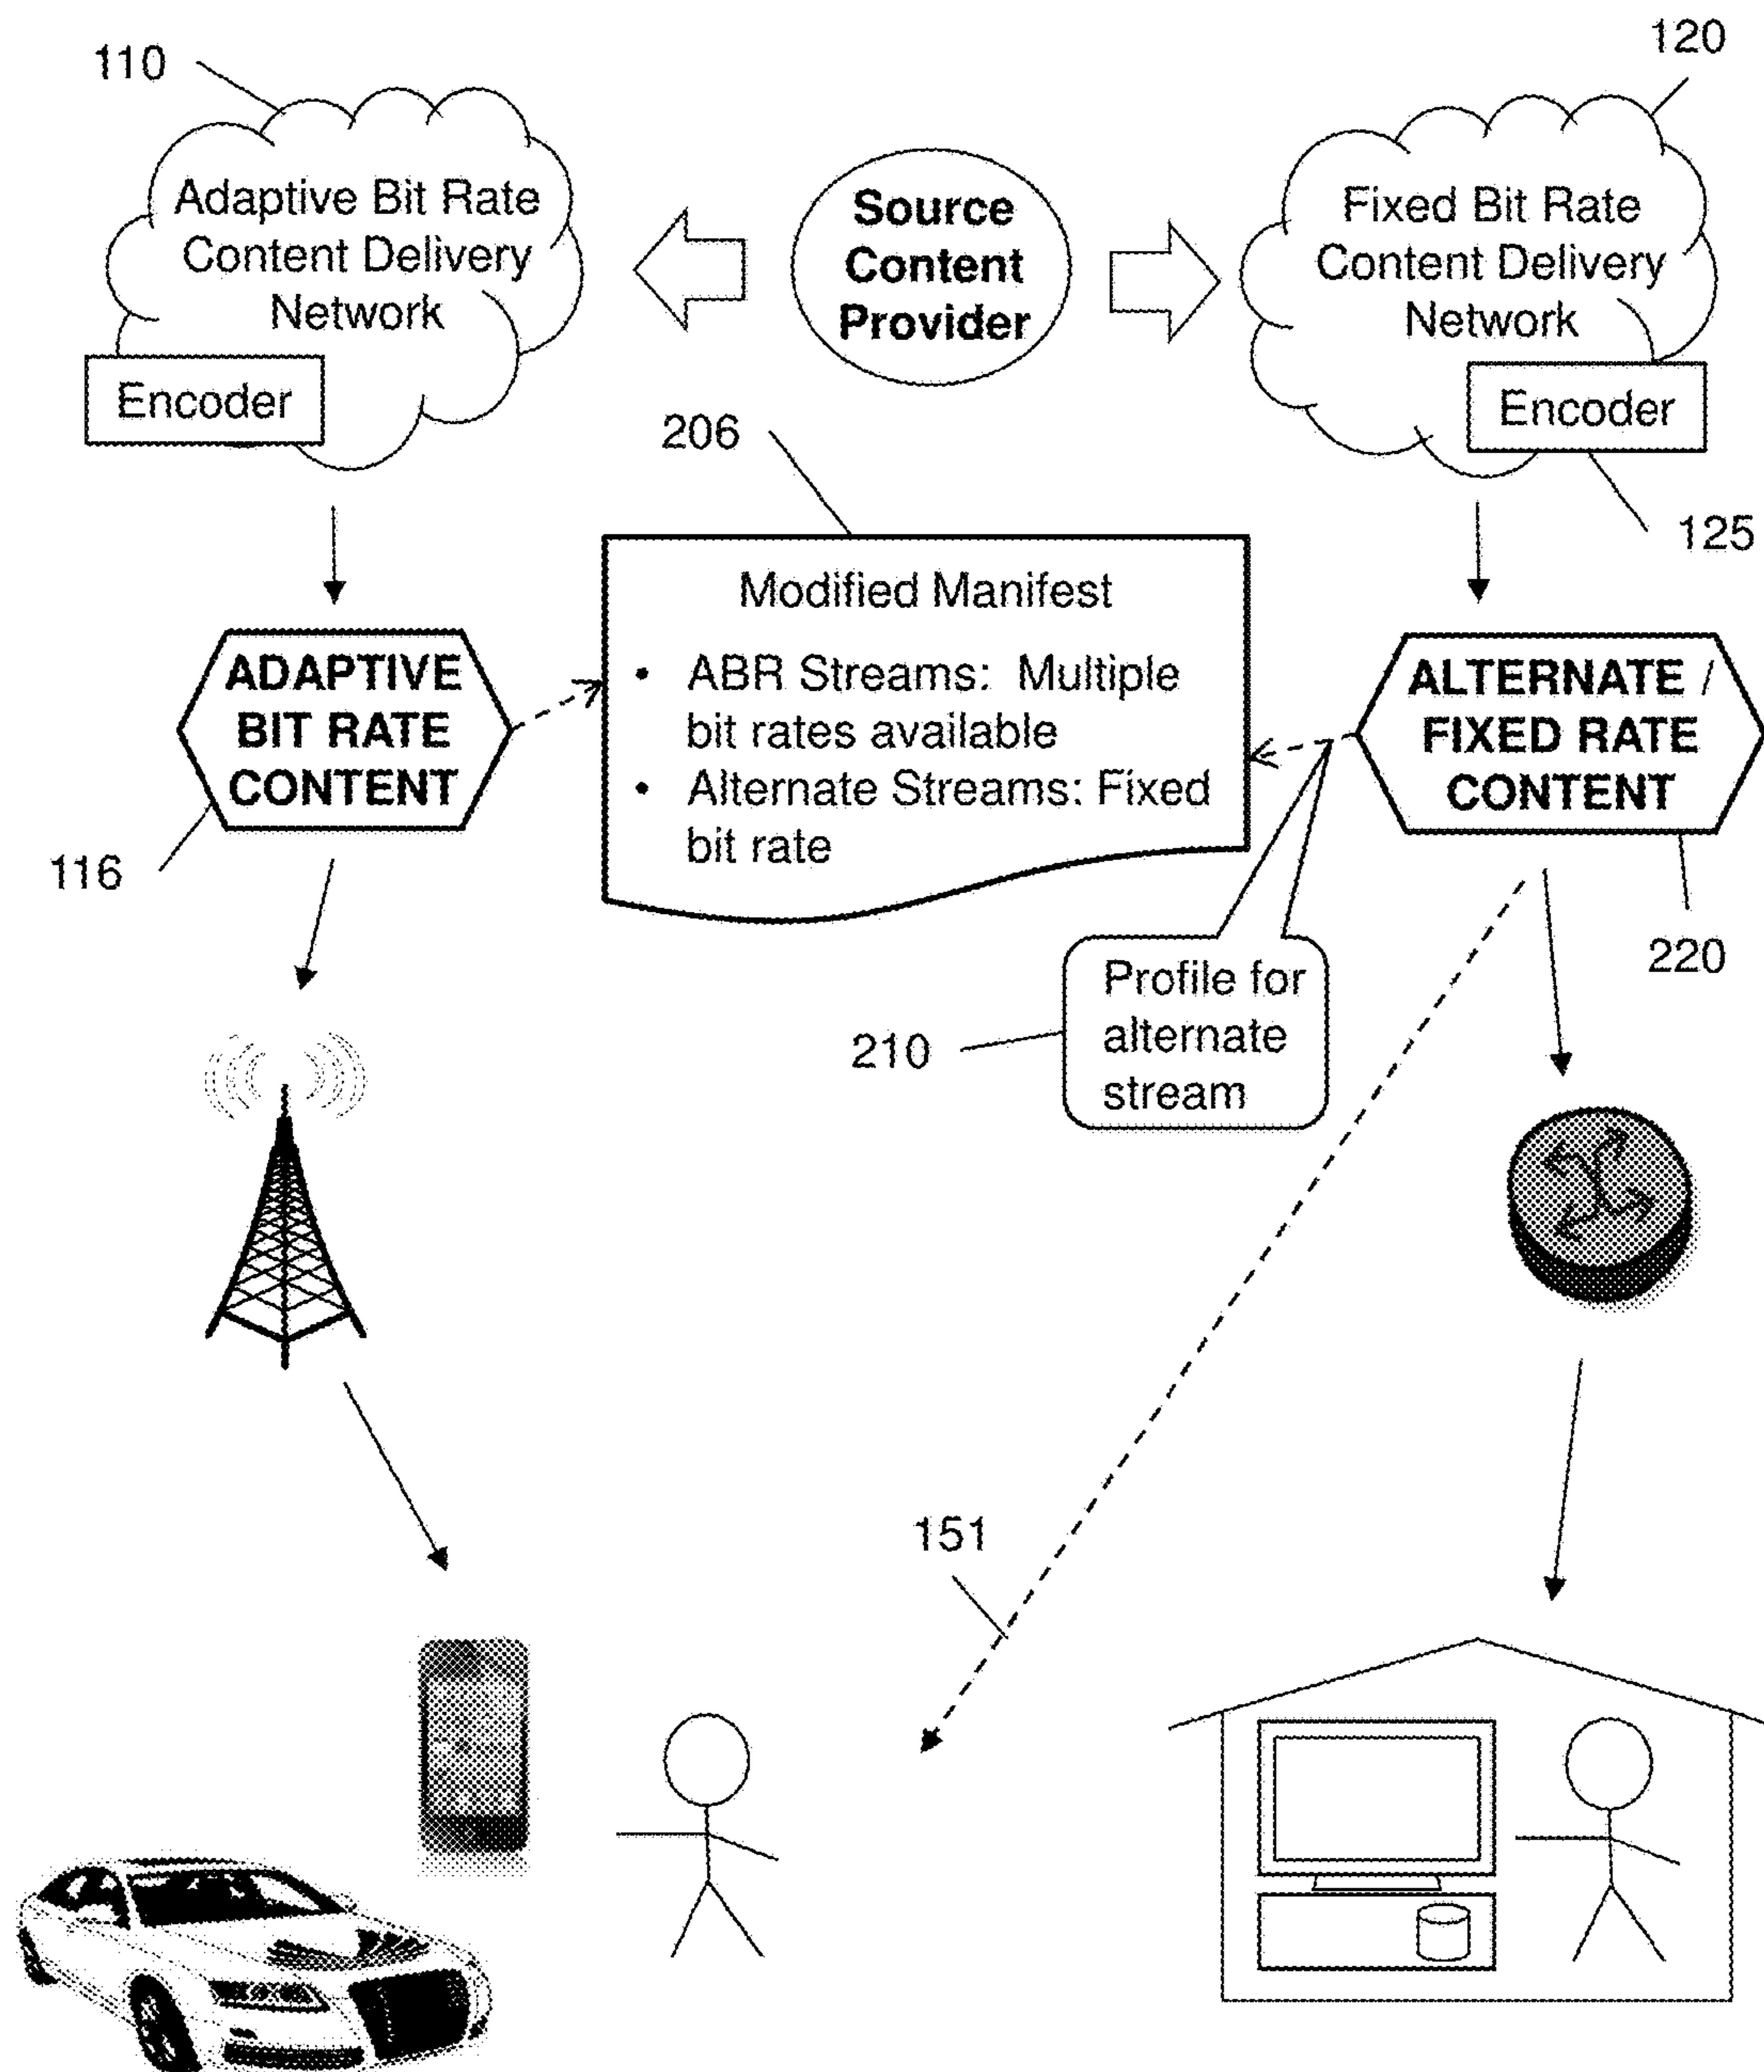 110
120
Adaptive Bit Rate
Content Delivery
Network
Encoder
Source
Content
Provider
Fixed Bit Rate
Content Delivery
Network
Encoder
206
125
Modified Manifest
• ABR Streams: Multiple
bit rates available
• Alternate Streams: Fixed
bit rate
ADAPTIVE
BIT RATE
CONTENT
ALTERNATE /
FIXED RATE
CONTENT
116
220
210
Profile for
alternate
stream
151